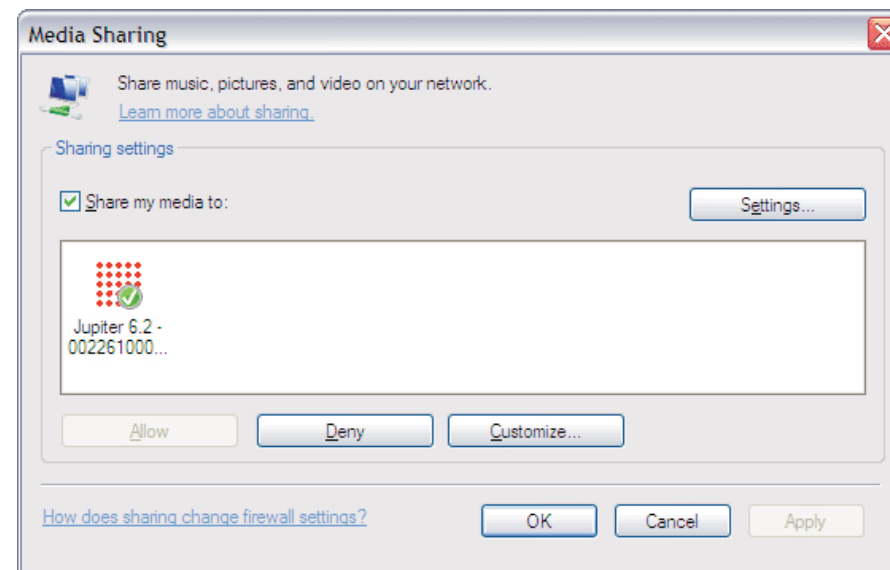 Media Sharing
Share music, pictures, and video on your network.
Learn more about sharing.
Sharing settings
Share my media to:
Settings...
Jupiter 6.2 -
002261000...
Allow
Deny
Customize...
How does sharing change firewall settings?
OK
Cancel
Apply